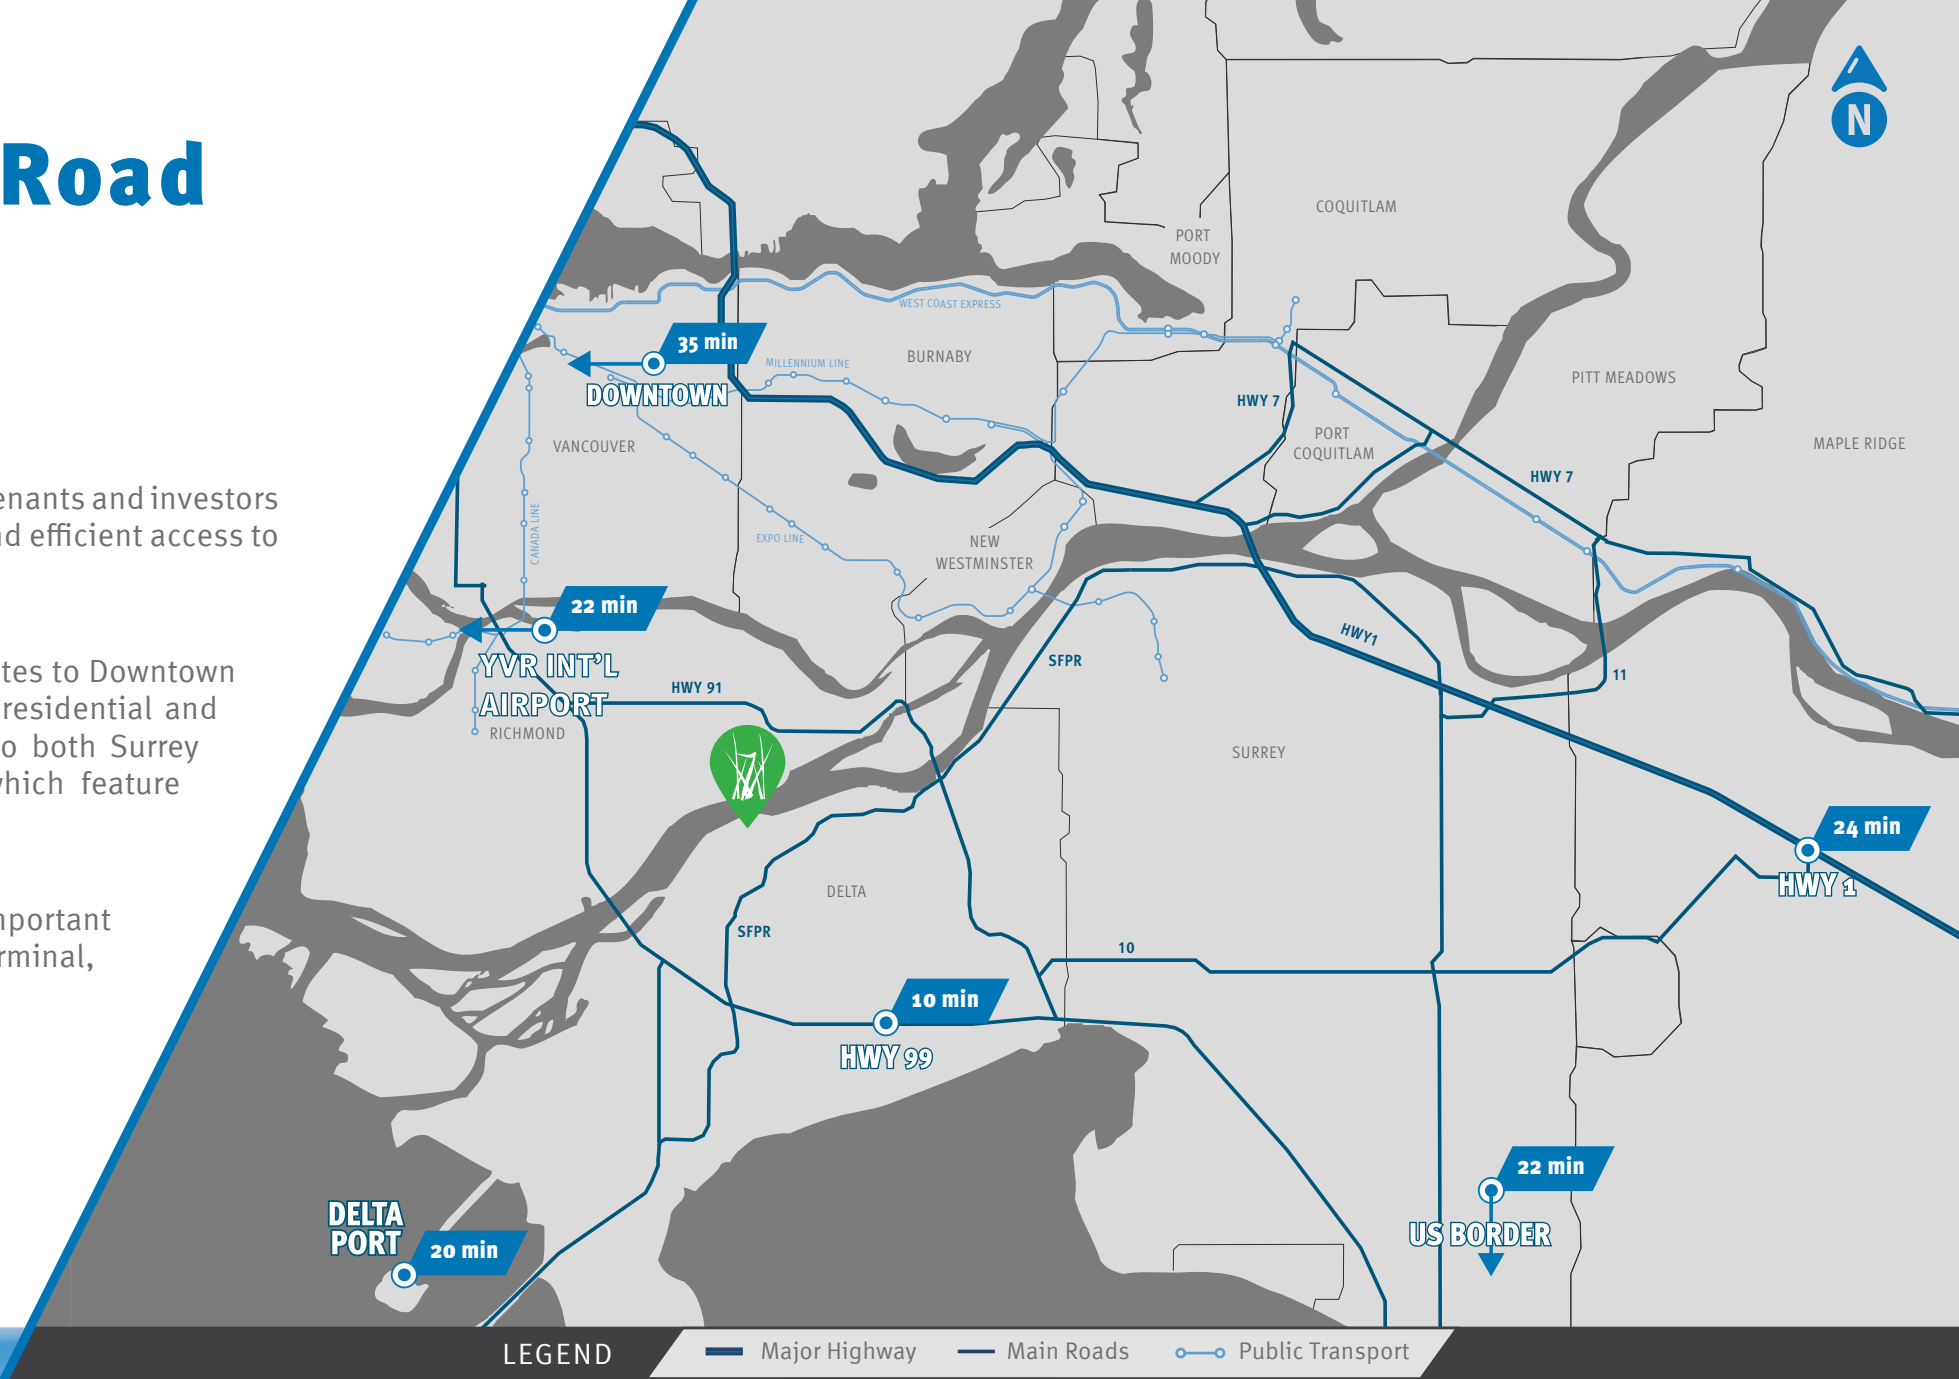 Road
enants and investors
nd efficient access to
tes to Downtown
residential and
o both Surrey
which feature
mportant
rminal,
N
COQUITLAM
PORT
MOODY
WEST COAST EXPRESS
35 min
DOWNTOWN
MILLENNIUM LINE
BURNABY
PITT MEADOWS
HWY 7
PORT
COQUITLAM
MAPLE RIDGE
VANCOUVER
HWY 7
CANADA LINE
EXPO LINE
NEW
WESTMINSTER
22 min
YVR INT'L
AIRPORT
HWY1
SFPR
11
HWY 91
RICHMOND
SURREY
24 min
HWY 1
DELTA
SFPR
10
10 min
HWY 99
22 min
US BORDER
DELTA
PORT
20 min
LEGEND
Major Highway
Main Roads
Public Transport